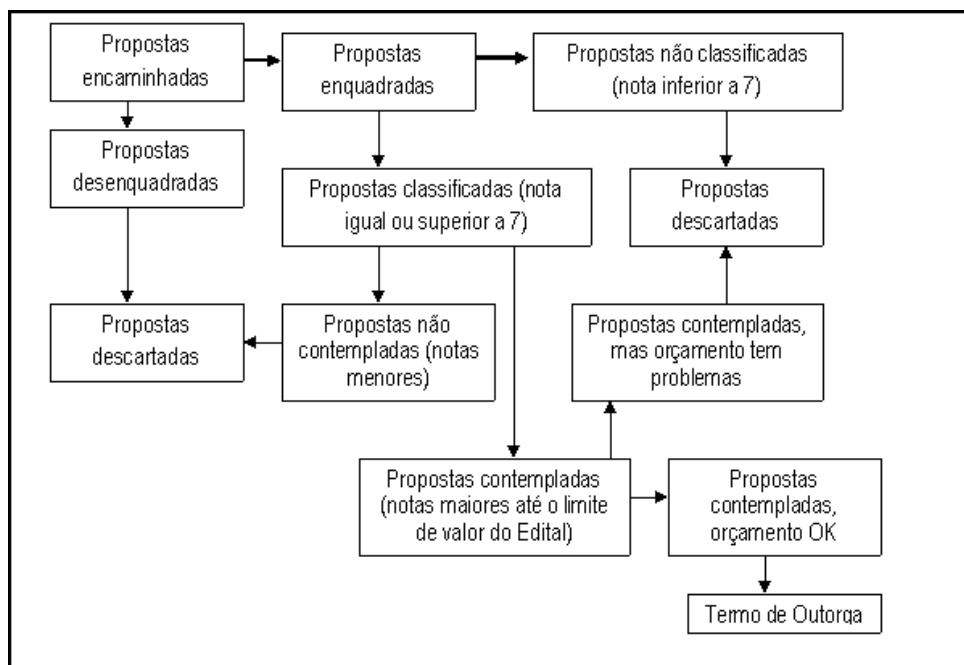 Propostas
encaminhadas
Propostas
enquadradas
Propostas não classificadas
(nota inferior a 7)
Propostas
desenquadradas
Propostas classificadas (nota
igual ou superior a 7)
Propostas
descartadas
Propostas
descartadas
Propostas não
contempladas (notas
menores)
Propostas contempladas,
mas orçamento tem
problemas
Propostas contempladas
(notas maiores até o limite
de valor do Edital)
Propostas
contempladas,
orçamento OK
Termo de Outorga